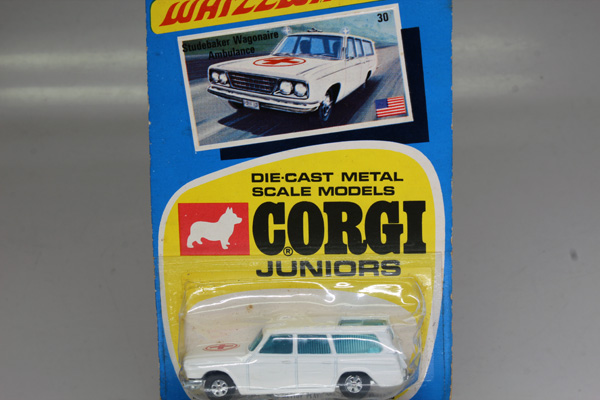 WHIZZWHEELS
30
Studebaker Wagonaire
Ambulance
DIE-CAST METAL
SCALE MODELS
CORGI
®
JUNIORS